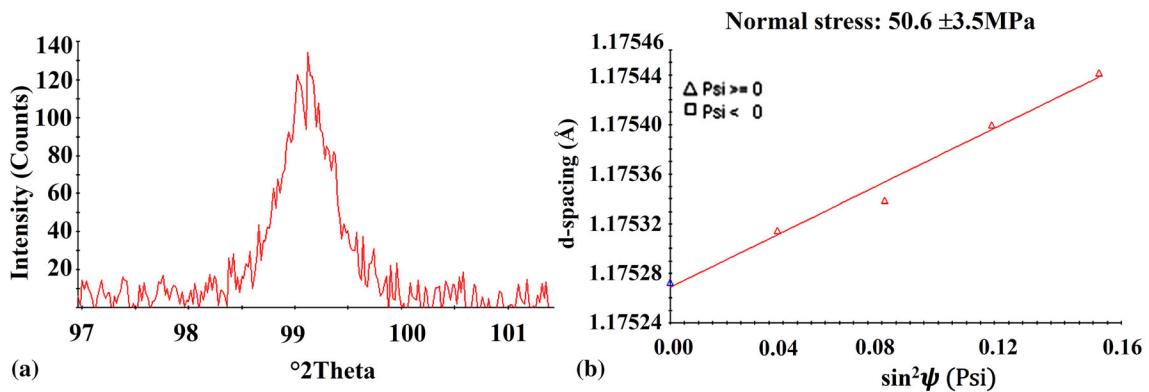 140
120
100
80
60
40
20
Intensity (Counts)
97 98 99 100 101
°2Theta
(a)
Normal stress: 50.6 ±3.5MPa
1.17546
1.17544
1.17540
1.17536
1.17532
1.17528
1.17524
d-spacing (Å)
Psi >= 0
Psi < 0
0.00 0.04 0.08 0.12 0.16
sin²ψ (Psi)
(b)